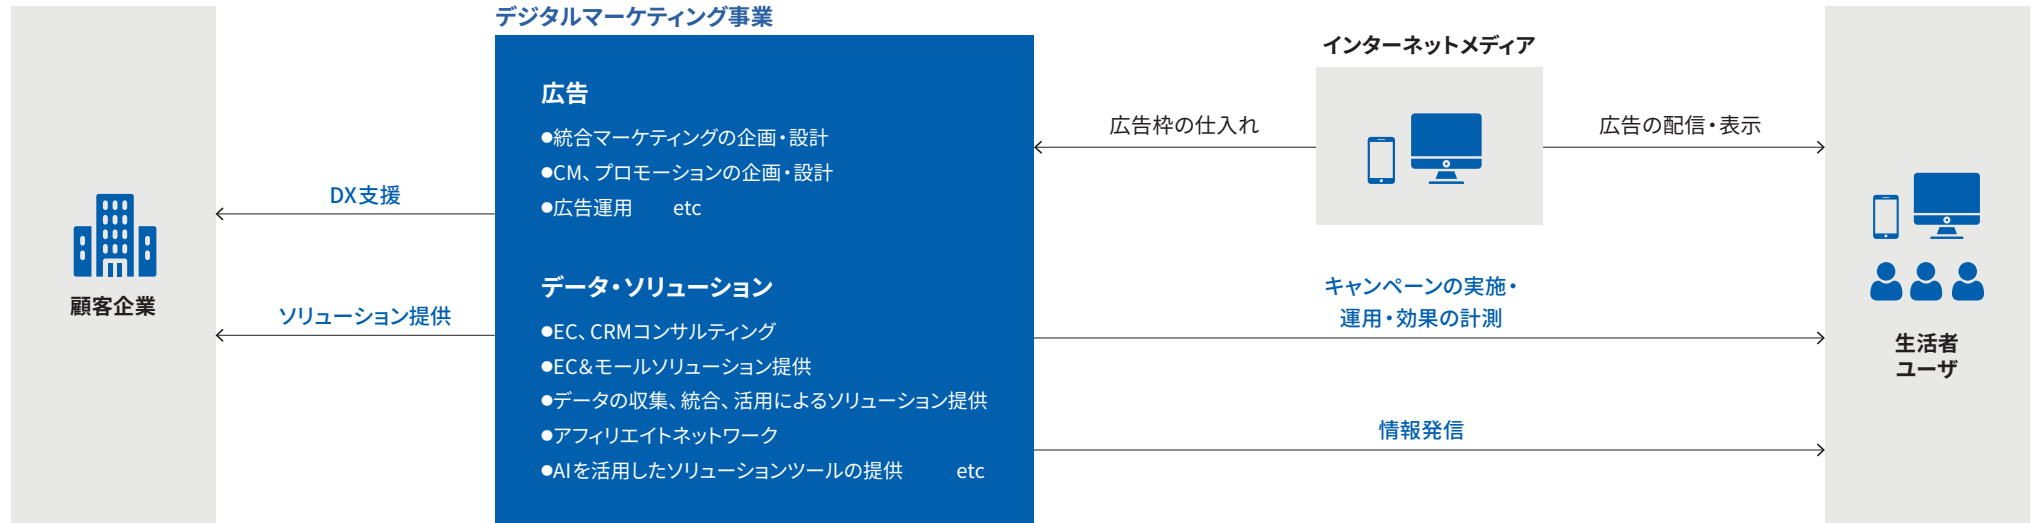 デジタルマーケティング事業
広告
●統合マーケティングの企画・設計
●CM、プロモーションの企画・設計
●広告運用 etc
データ・ソリューション
●EC、CRMコンサルティング
●EC&モールソリューション提供
●データの収集、統合、活用によるソリューション提供
●アフィリエイトネットワーク
●AIを活用したソリューションツールの提供 etc
DX支援
ソリューション提供
顧客企業
インターネットメディア
広告枠の仕入れ
広告の配信・表示
キャンペーンの実施・
運用・効果の計測
情報発信
生活者
ユーザ